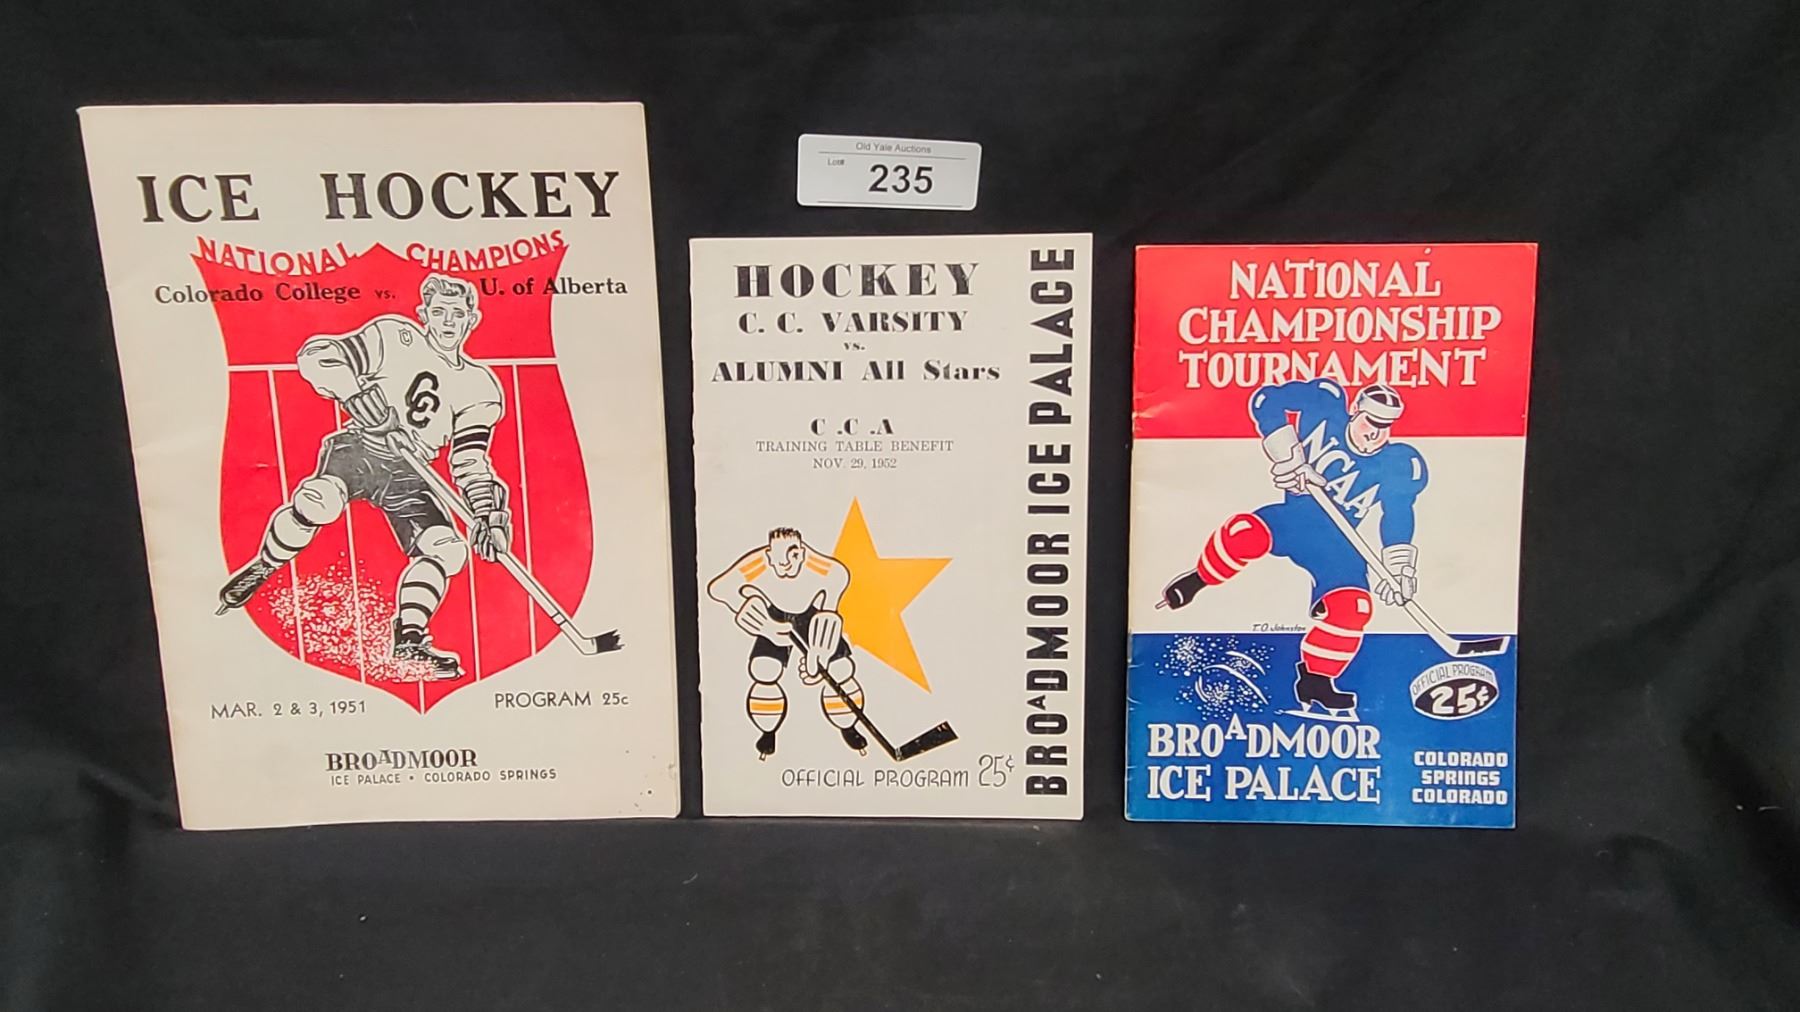 ICE HOCKEY
NATIONAL CHAMPIONS
Colorado College vs. U. of Alberta
C
CC
MAR. 2 & 3, 1951
PROGRAM 25c
BROADMOOR
ICE PALACE • COLORADO SPRINGS
Old Yale Auctions
Lot#
235
HOCKEY
C. C. VARSITY
vs.
ALUMNI All Stars
C .C .A
TRAINING TABLE BENEFIT
NOV. 29, 1952
OFFICIAL PROGRAM 25¢
BROADMOOR ICE PALACE
NATIONAL
CHAMPIONSHIP
TOURNAMENT
NCAA
T.O. Johnston
OFFICIAL PROGRAM
25¢
BROADMOOR
ICE PALACE
COLORADO
SPRINGS
COLORADO